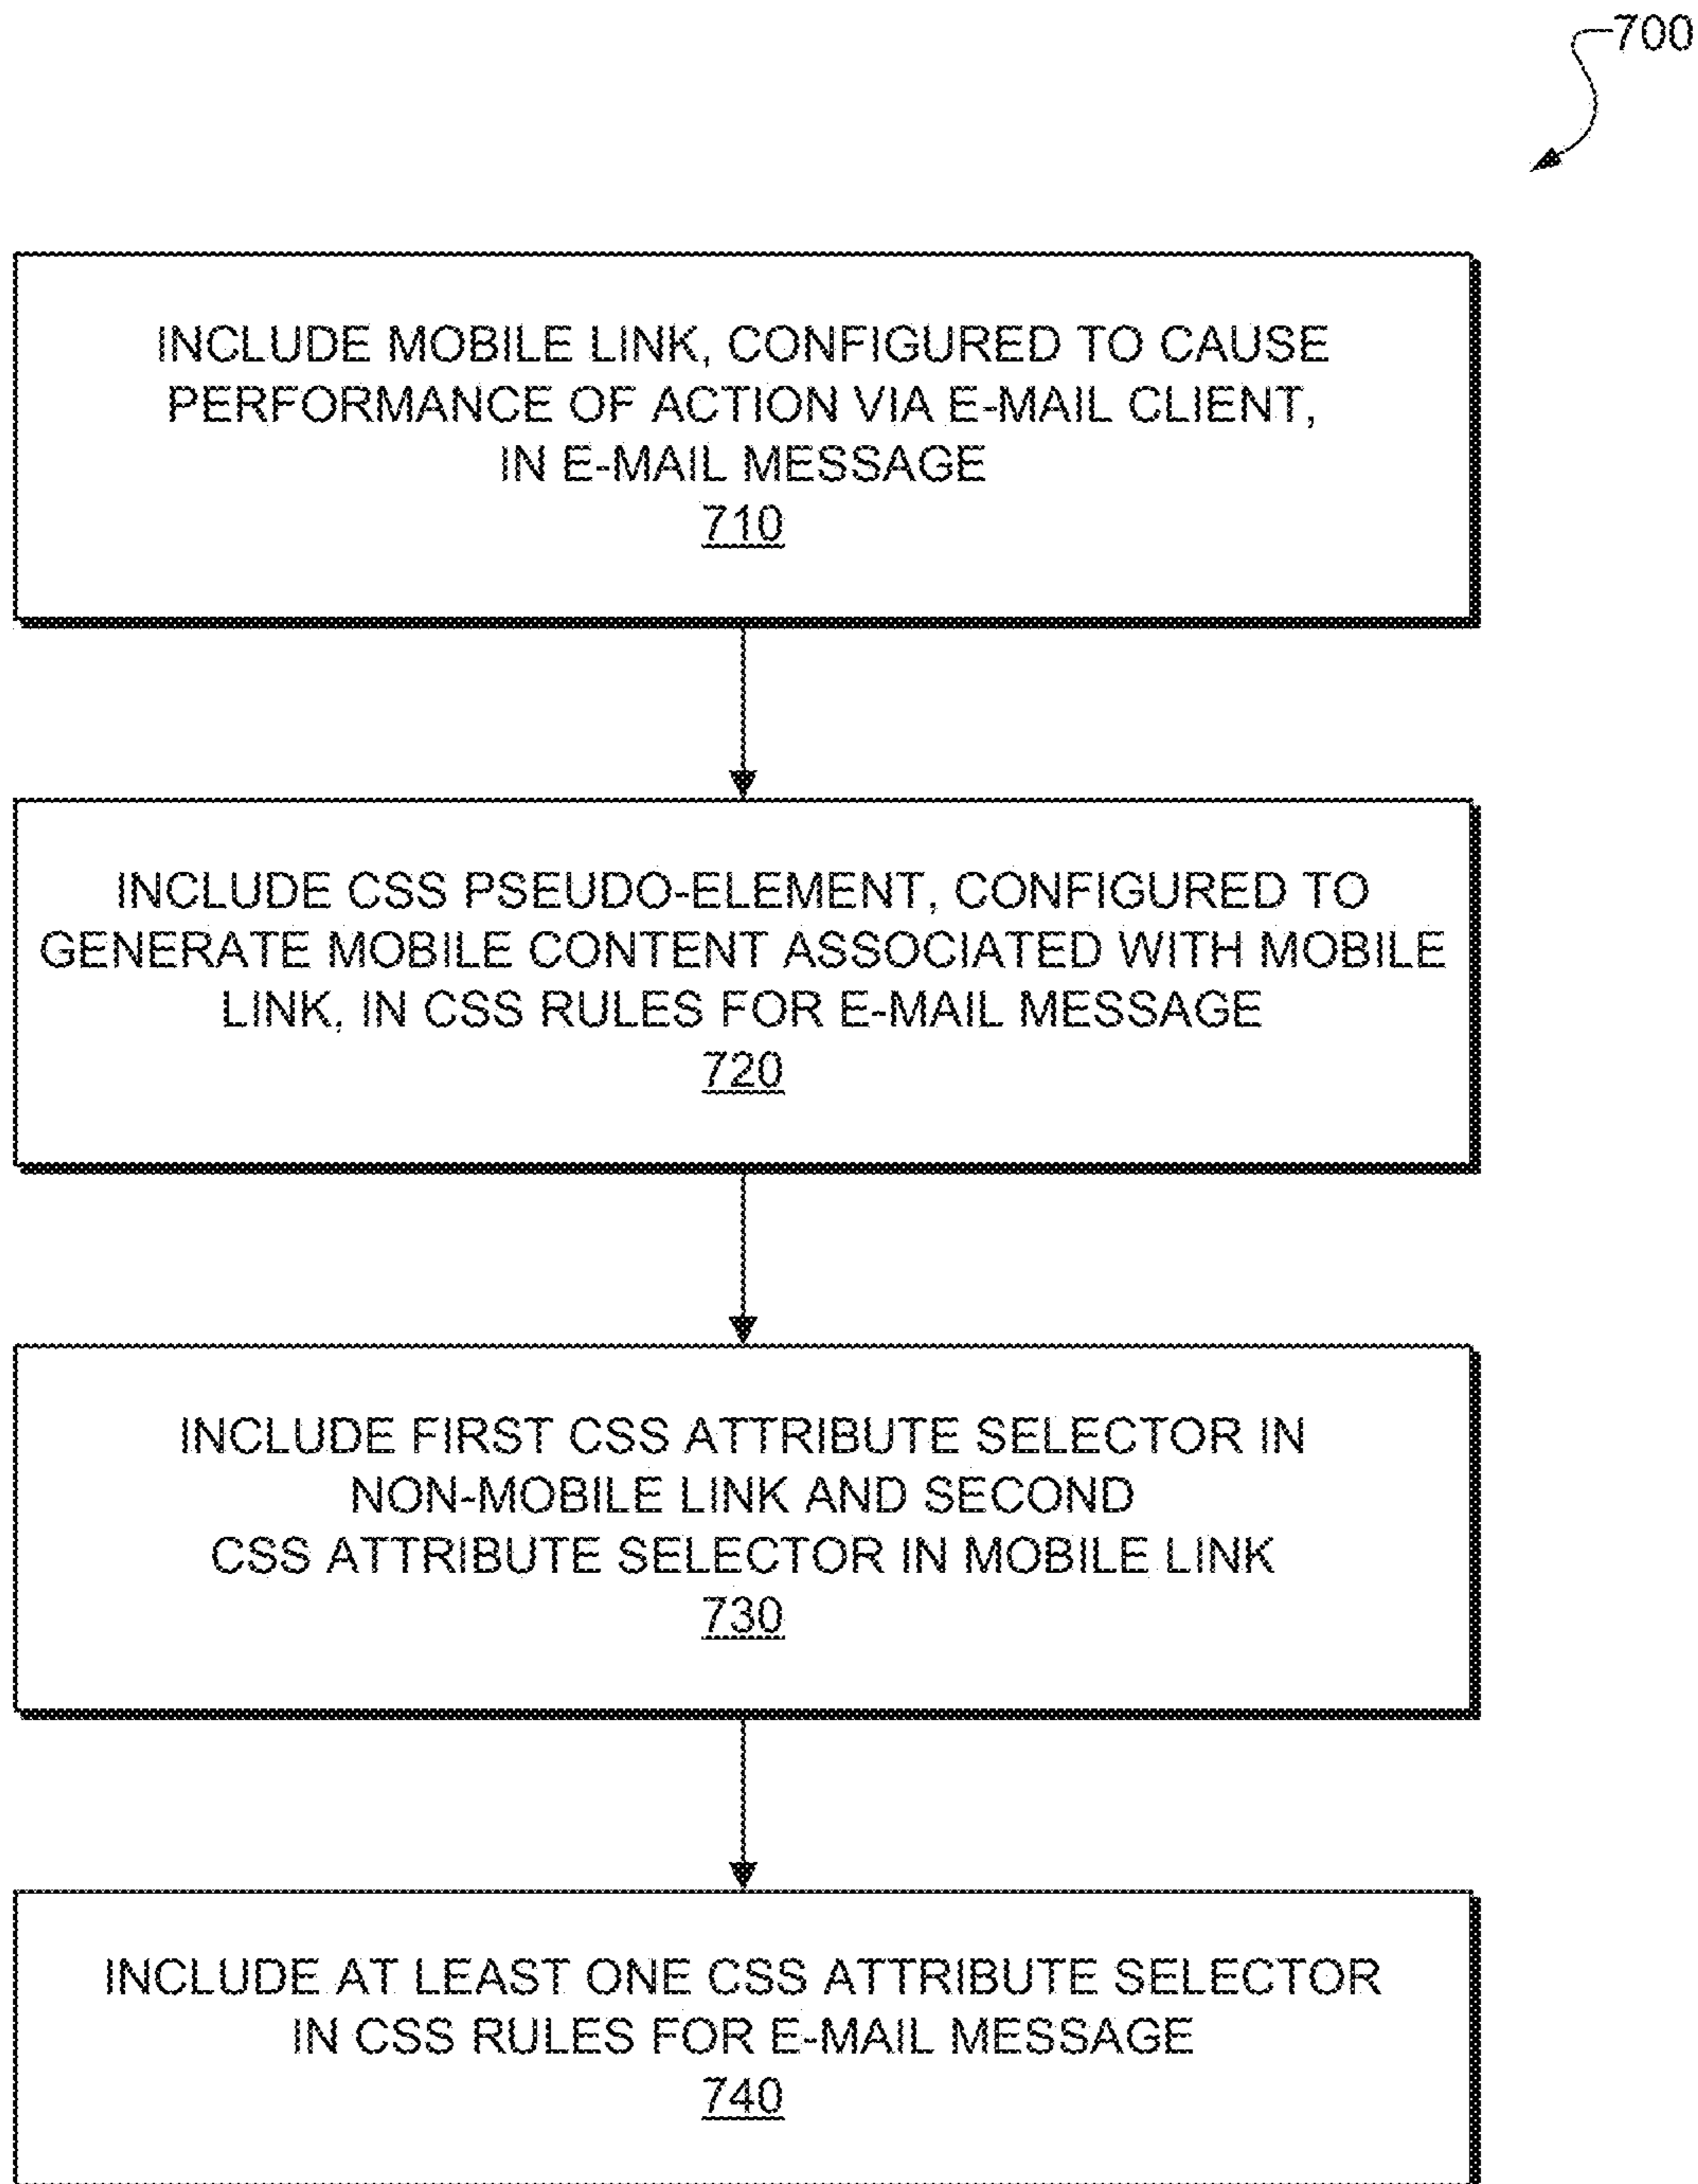 700
INCLUDE MOBILE LINK, CONFIGURED TO CAUSE
PERFORMANCE OF ACTION VIA E-MAIL CLIENT,
IN E-MAIL MESSAGE
710
INCLUDE CSS PSEUDO-ELEMENT, CONFIGURED TO
GENERATE MOBILE CONTENT ASSOCIATED WITH MOBILE
LINK, IN CSS RULES FOR E-MAIL MESSAGE
720
INCLUDE FIRST CSS ATTRIBUTE SELECTOR IN
NON-MOBILE LINK AND SECOND
CSS ATTRIBUTE SELECTOR IN MOBILE LINK
730
INCLUDE AT LEAST ONE CSS ATTRIBUTE SELECTOR
IN CSS RULES FOR E-MAIL MESSAGE
740